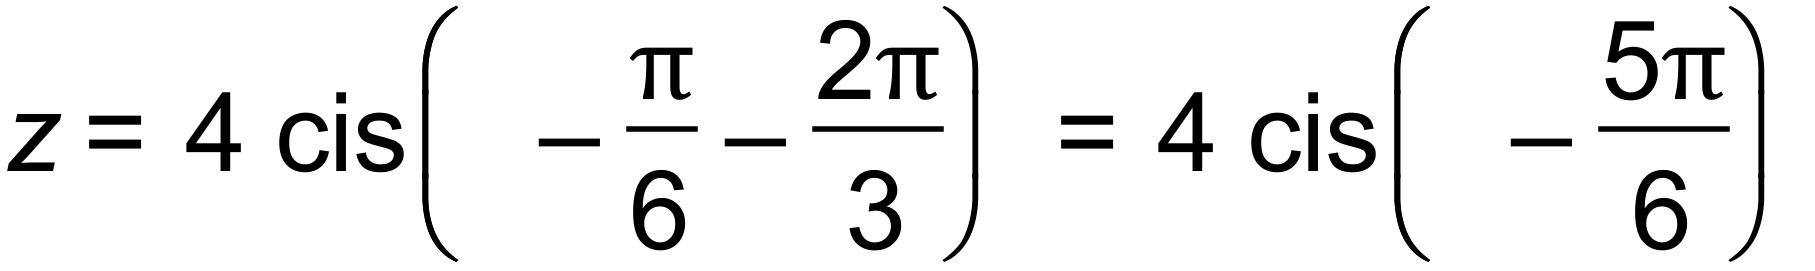 z = 4 cis( − π/6 − 2π/3 ) = 4 cis( − 5π/6 )